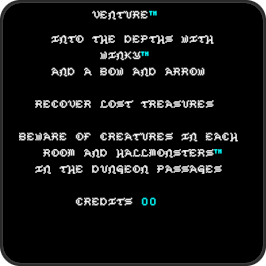 VENTURE™
INTO THE DEPTHS WITH
WINKY™
AND A BOW AND ARROW
RECOVER LOST TREASURES
BEWARE OF CREATURES IN EACH
ROOM AND HALLMONSTERS™
IN THE DUNGEON PASSAGES
CREDITS 00